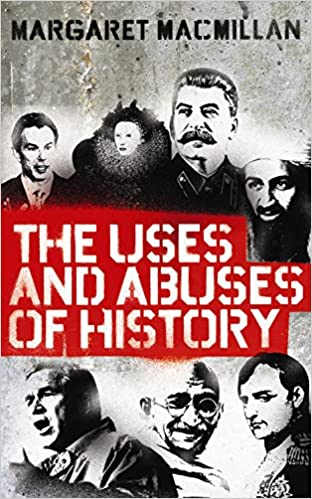 MARGARET MACMILLAN
THE USES
AND ABUSES
OF HISTORY